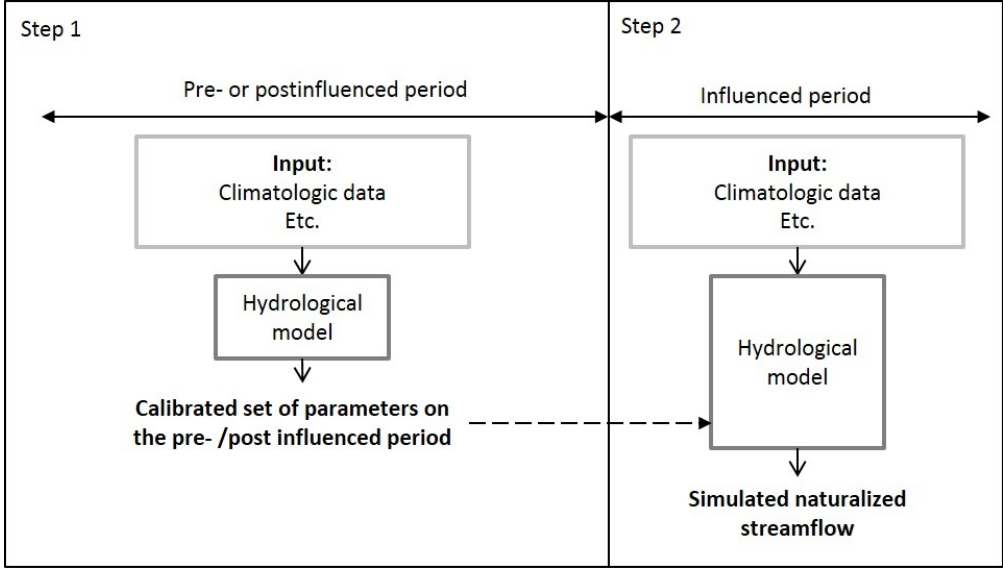 Step 1
Pre- or postinfluenced period
Input:
Climatologic data
Etc.
Hydrological
model
Calibrated set of parameters on
the pre- /post influenced period
Step 2
Influenced period
Input:
Climatologic data
Etc.
Hydrological
model
Simulated naturalized
streamflow